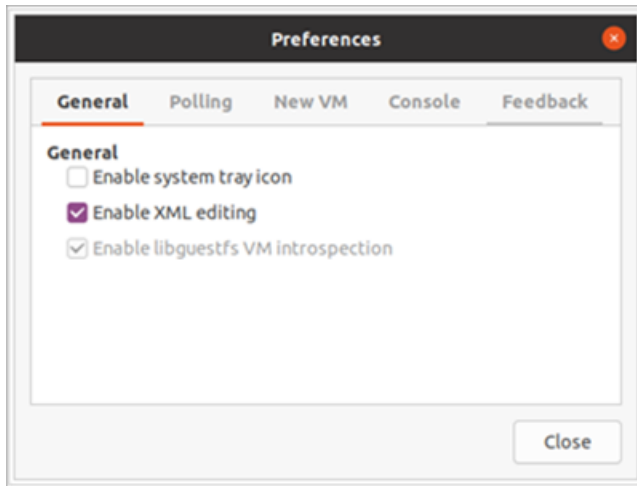 Preferences
General Polling New VM Console Feedback
General
Enable system tray icon
Enable XML editing
Enable libguestfs VM introspection
Close